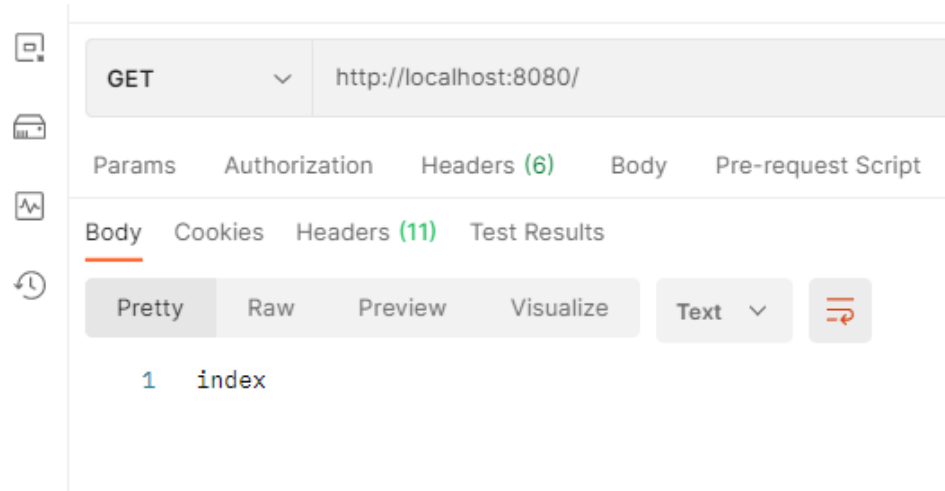 GET http://localhost:8080/
Params Authorization Headers (6) Body Pre-request Script
Body Cookies Headers (11) Test Results
Pretty Raw Preview Visualize Text
1 index